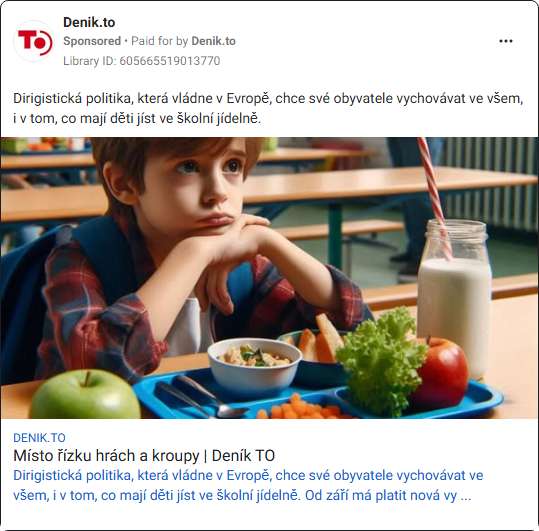 Denik.to
Sponsored • Paid for by Denik.to
Library ID: 605665519013770
Dirigistická politika, která vládne v Evropě, chce své obyvatele vychovávat ve všem,
i v tom, co mají děti jíst ve školní jídelně.
TO
DENIK.TO
Místo řízku hrách a kroupy | Deník TO
Dirigistická politika, která vládne v Evropě, chce své obyvatele vychovávat ve
všem, i v tom, co mají děti jíst ve školní jídelně. Od září má platit nová vy ...